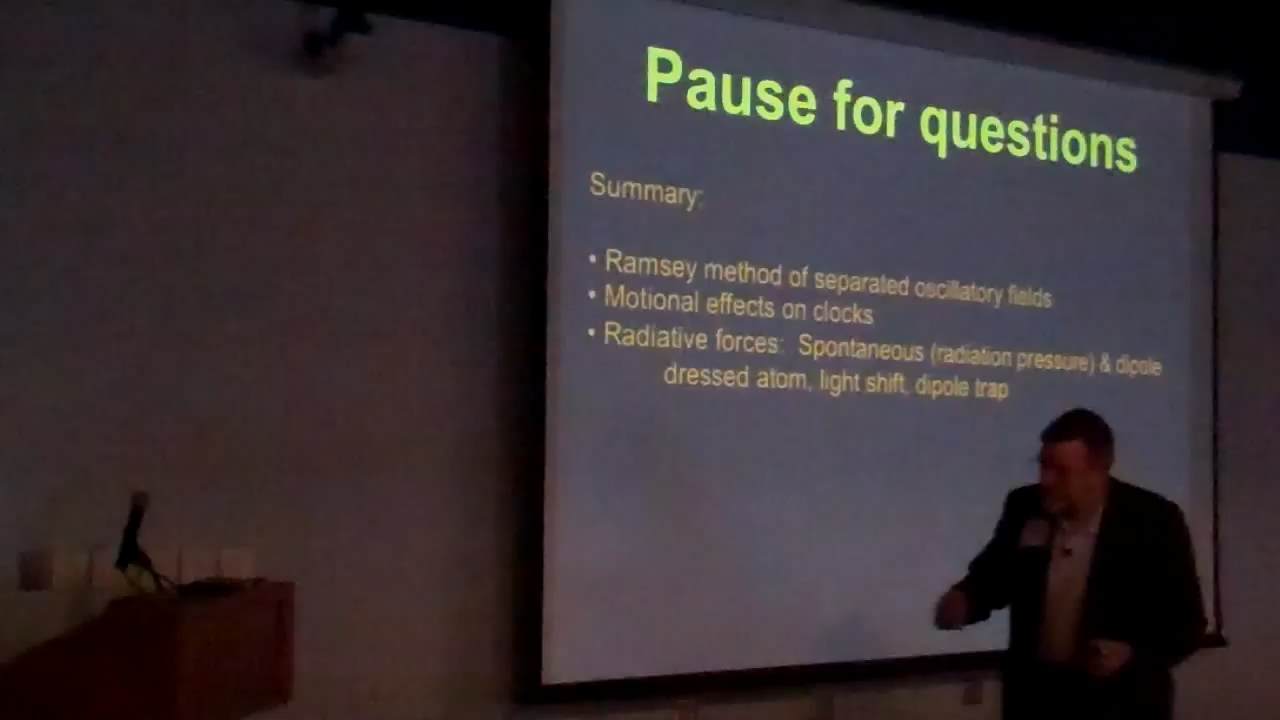 Pause for questions
Summary:
• Ramsey method of separated oscillatory fields
• Motional effects on clocks
• Radiative forces: Spontaneous (radiation pressure) & dipole
dressed atom, light shift, dipole trap